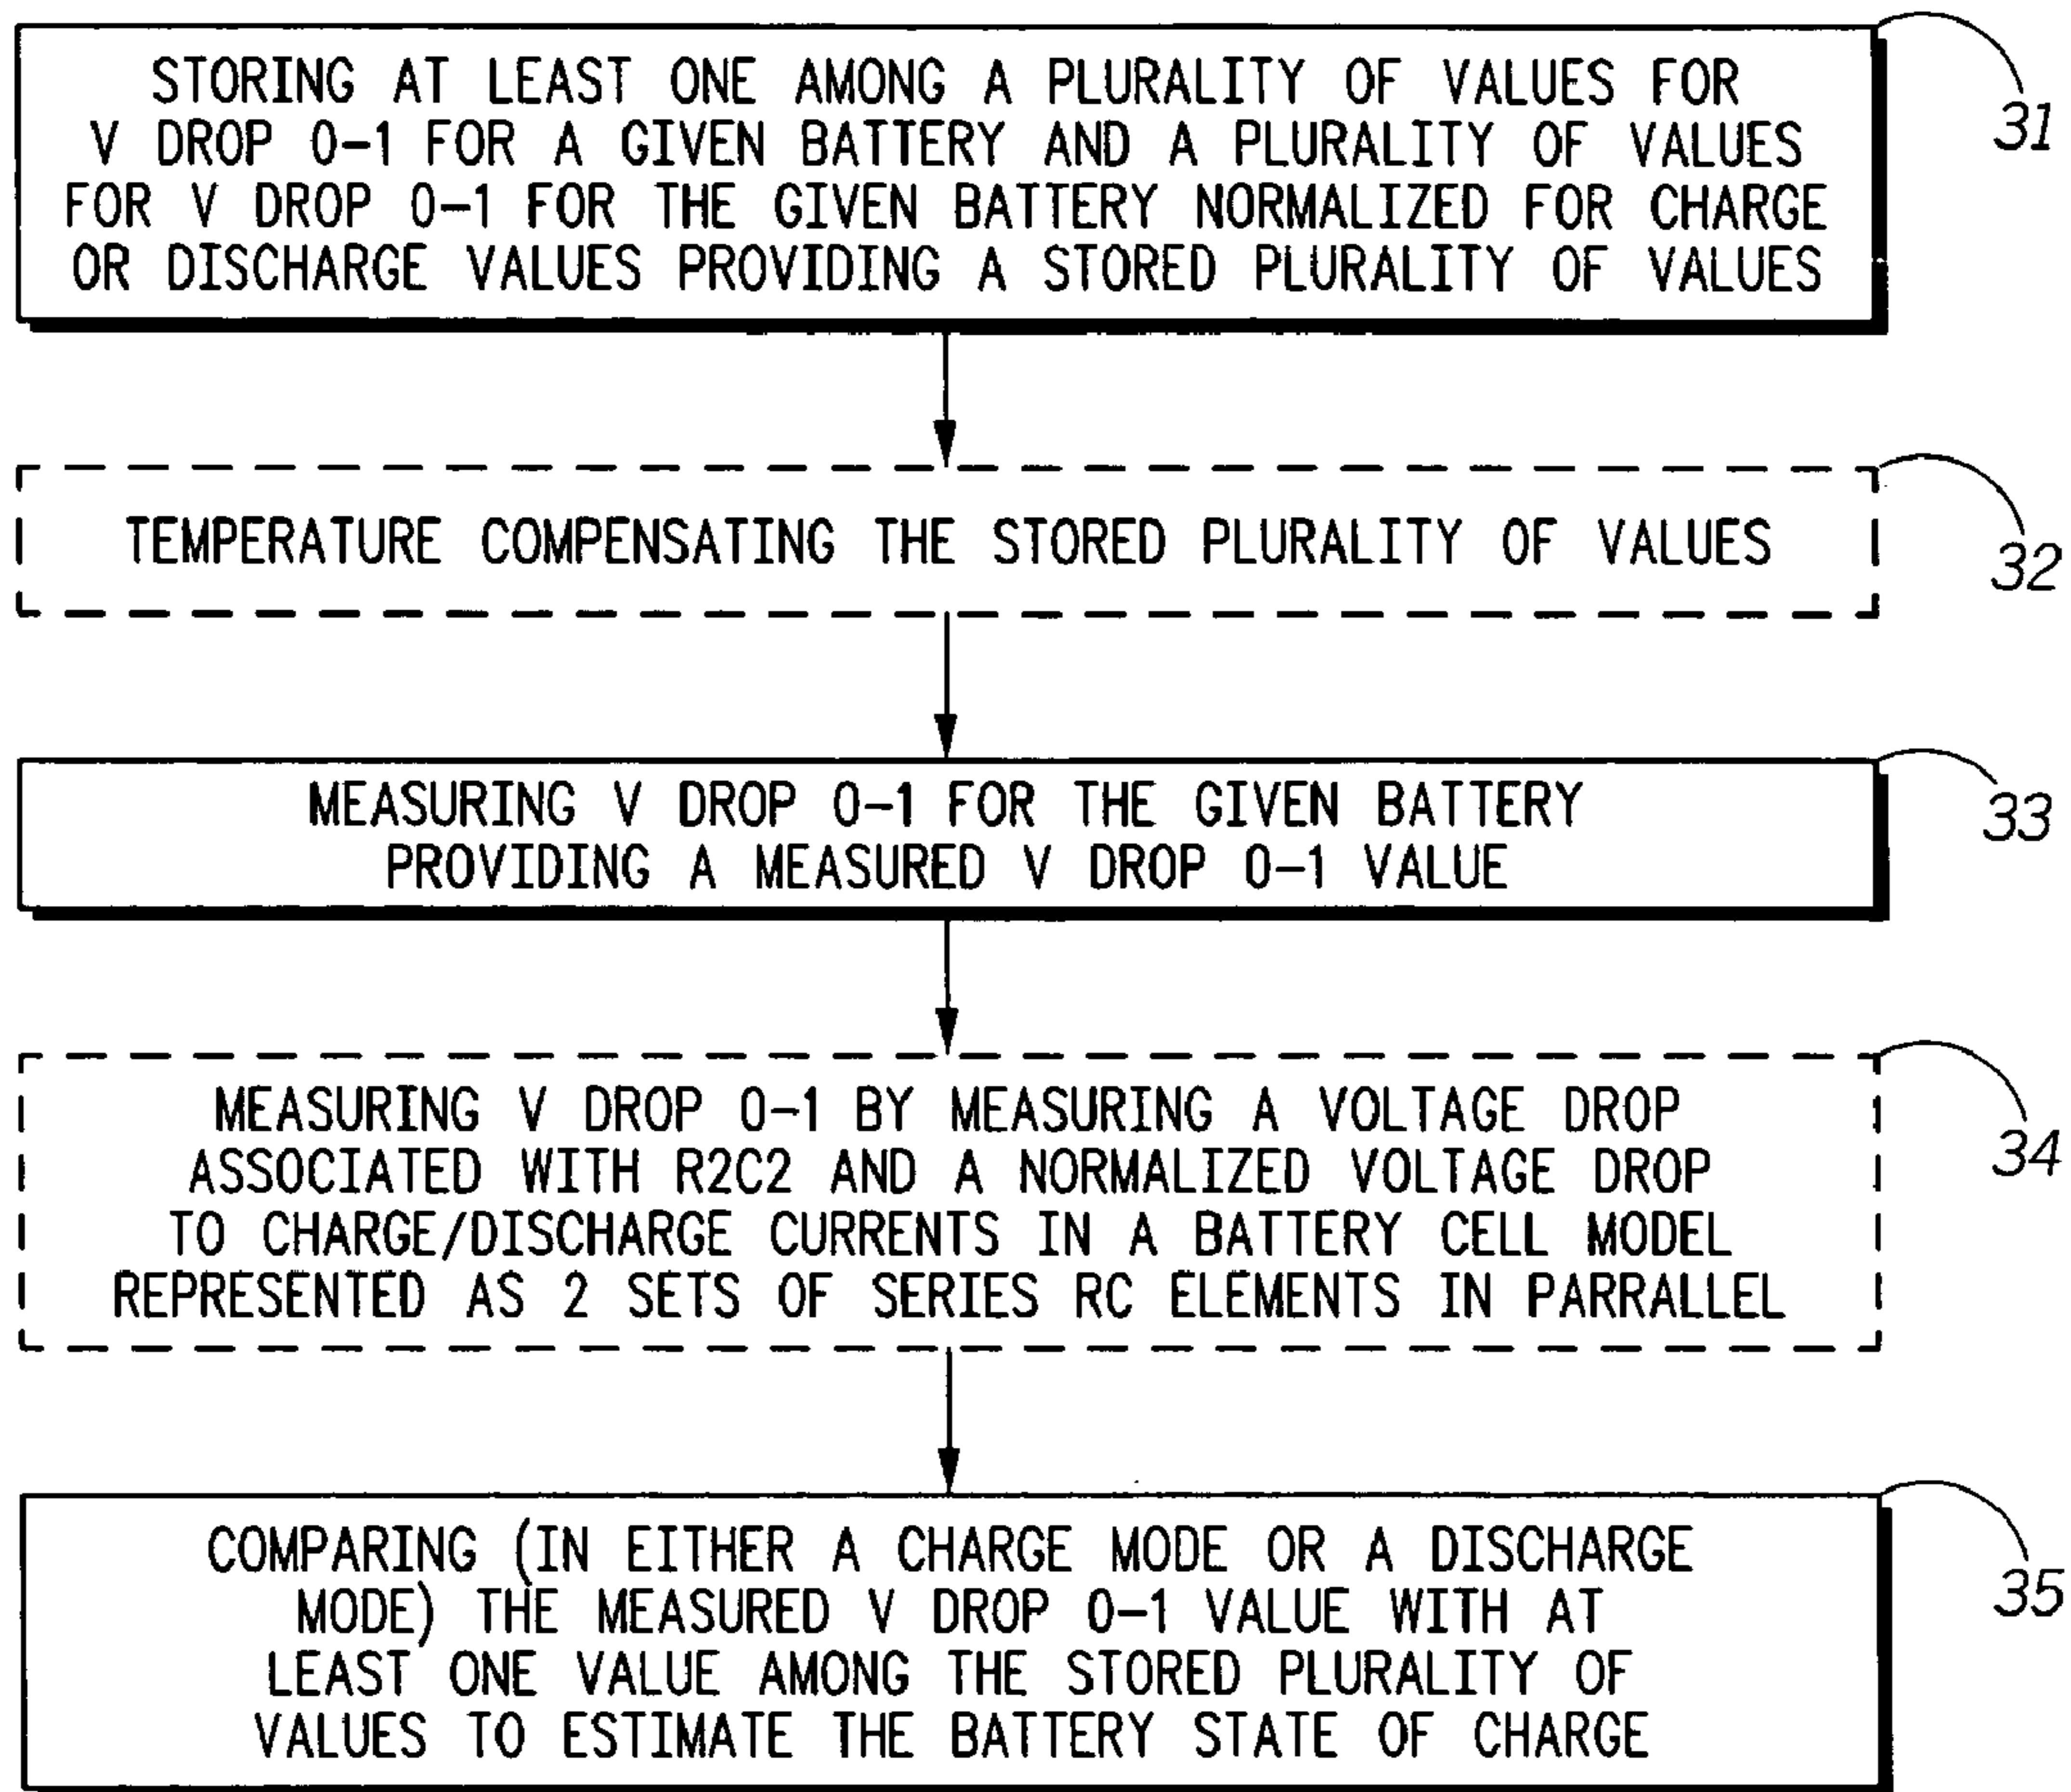 STORING AT LEAST ONE AMONG A PLURALITY OF VALUES FOR
V DROP 0-1 FOR A GIVEN BATTERY AND A PLURALITY OF VALUES
FOR V DROP 0-1 FOR THE GIVEN BATTERY NORMALIZED FOR CHARGE
OR DISCHARGE VALUES PROVIDING A STORED PLURALITY OF VALUES
31
TEMPERATURE COMPENSATING THE STORED PLURALITY OF VALUES
32
MEASURING V DROP 0-1 FOR THE GIVEN BATTERY
PROVIDING A MEASURED V DROP 0-1 VALUE
33
MEASURING V DROP 0-1 BY MEASURING A VOLTAGE DROP
ASSOCIATED WITH R2C2 AND A NORMALIZED VOLTAGE DROP
TO CHARGE/DISCHARGE CURRENTS IN A BATTERY CELL MODEL
REPRESENTED AS 2 SETS OF SERIES RC ELEMENTS IN PARRALLEL
34
COMPARING (IN EITHER A CHARGE MODE OR A DISCHARGE
MODE) THE MEASURED V DROP 0-1 VALUE WITH AT
LEAST ONE VALUE AMONG THE STORED PLURALITY OF
VALUES TO ESTIMATE THE BATTERY STATE OF CHARGE
35